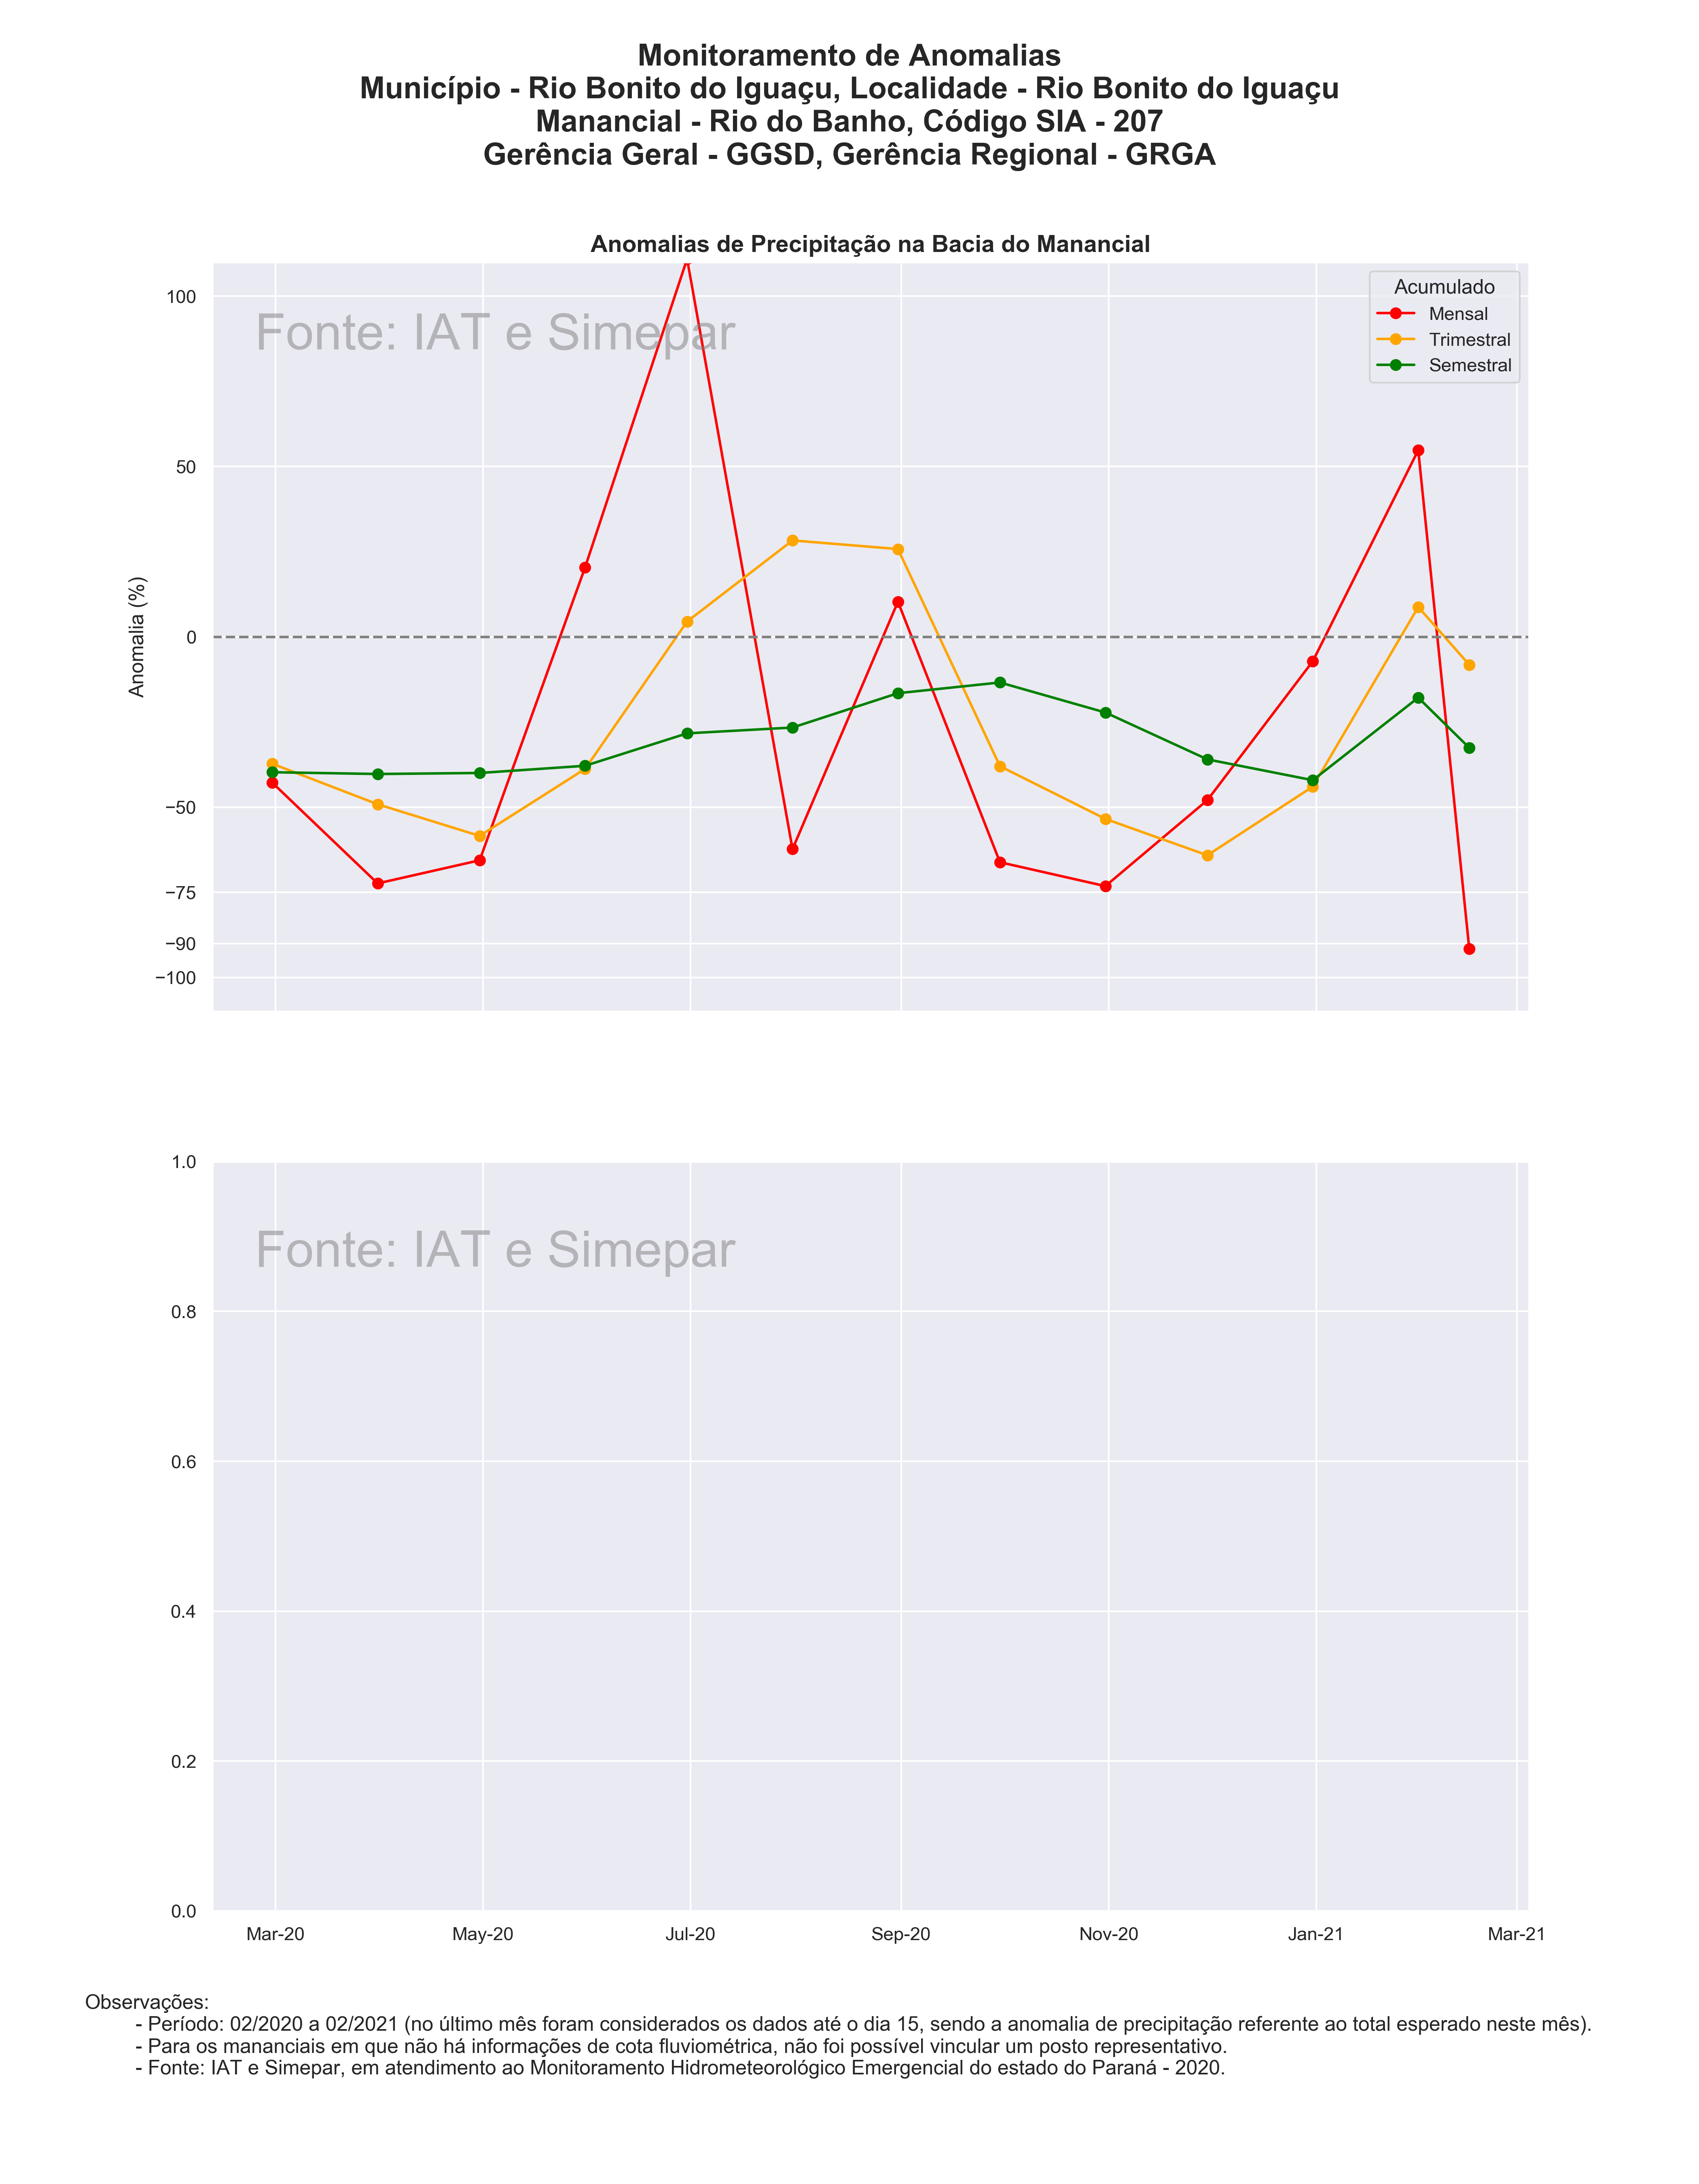 Monitoramento de Anomalias
Município - Rio Bonito do Iguaçu, Localidade - Rio Bonito do Iguaçu
Manancial - Rio do Banho, Código SIA - 207
Gerência Geral - GGSD, Gerência Regional - GRGA
Anomalias de Precipitação na Bacia do Manancial
Fonte: IAT e Simepar
Acumulado
Mensal
Trimestral
Semestral
Anomalia (%)
100
50
0
−50
−75
−90
−100
Fonte: IAT e Simepar
1.0
0.8
0.6
0.4
0.2
0.0
Mar-20 May-20 Jul-20 Sep-20 Nov-20 Jan-21 Mar-21
Observações:
- Período: 02/2020 a 02/2021 (no último mês foram considerados os dados até o dia 15, sendo a anomalia de precipitação referente ao total esperado neste mês).
- Para os mananciais em que não há informações de cota fluviométrica, não foi possível vincular um posto representativo.
- Fonte: IAT e Simepar, em atendimento ao Monitoramento Hidrometeorológico Emergencial do estado do Paraná - 2020.